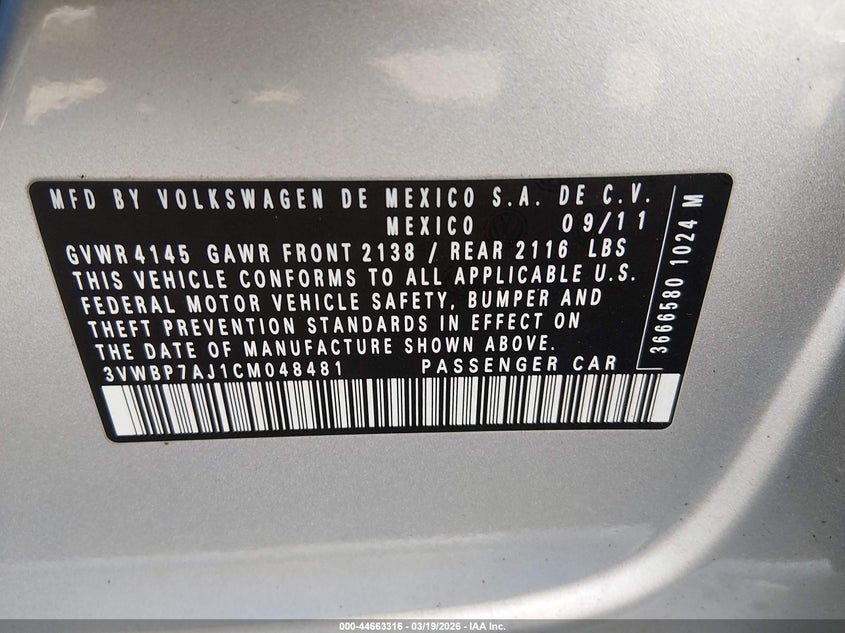 MFD BY VOLKSWAGEN DE MEXICO S.A. DE C.V.
MEXICO 09/11
GVWR 4145 GAWR FRONT 2138 / REAR 2116 LBS
THIS VEHICLE CONFORMS TO ALL APPLICABLE U.S.
FEDERAL MOTOR VEHICLE SAFETY, BUMPER AND
THEFT PREVENTION STANDARDS IN EFFECT ON
THE DATE OF MANUFACTURE SHOWN ABOVE.
3VWBP7AJ1CM048481 PASSENGER CAR
3666580 1024 M
000-44663316 - 03/19/2026 - IAA Inc.